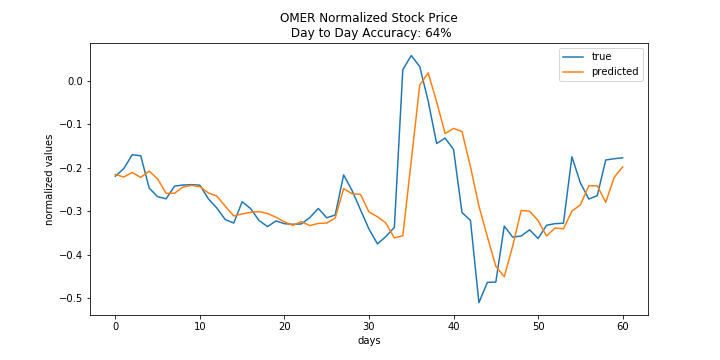 OMER Normalized Stock Price
Day to Day Accuracy: 64%
true
predicted
normalized values
0.0
−0.1
−0.2
−0.3
−0.4
−0.5
0
10
20
30
40
50
60
days